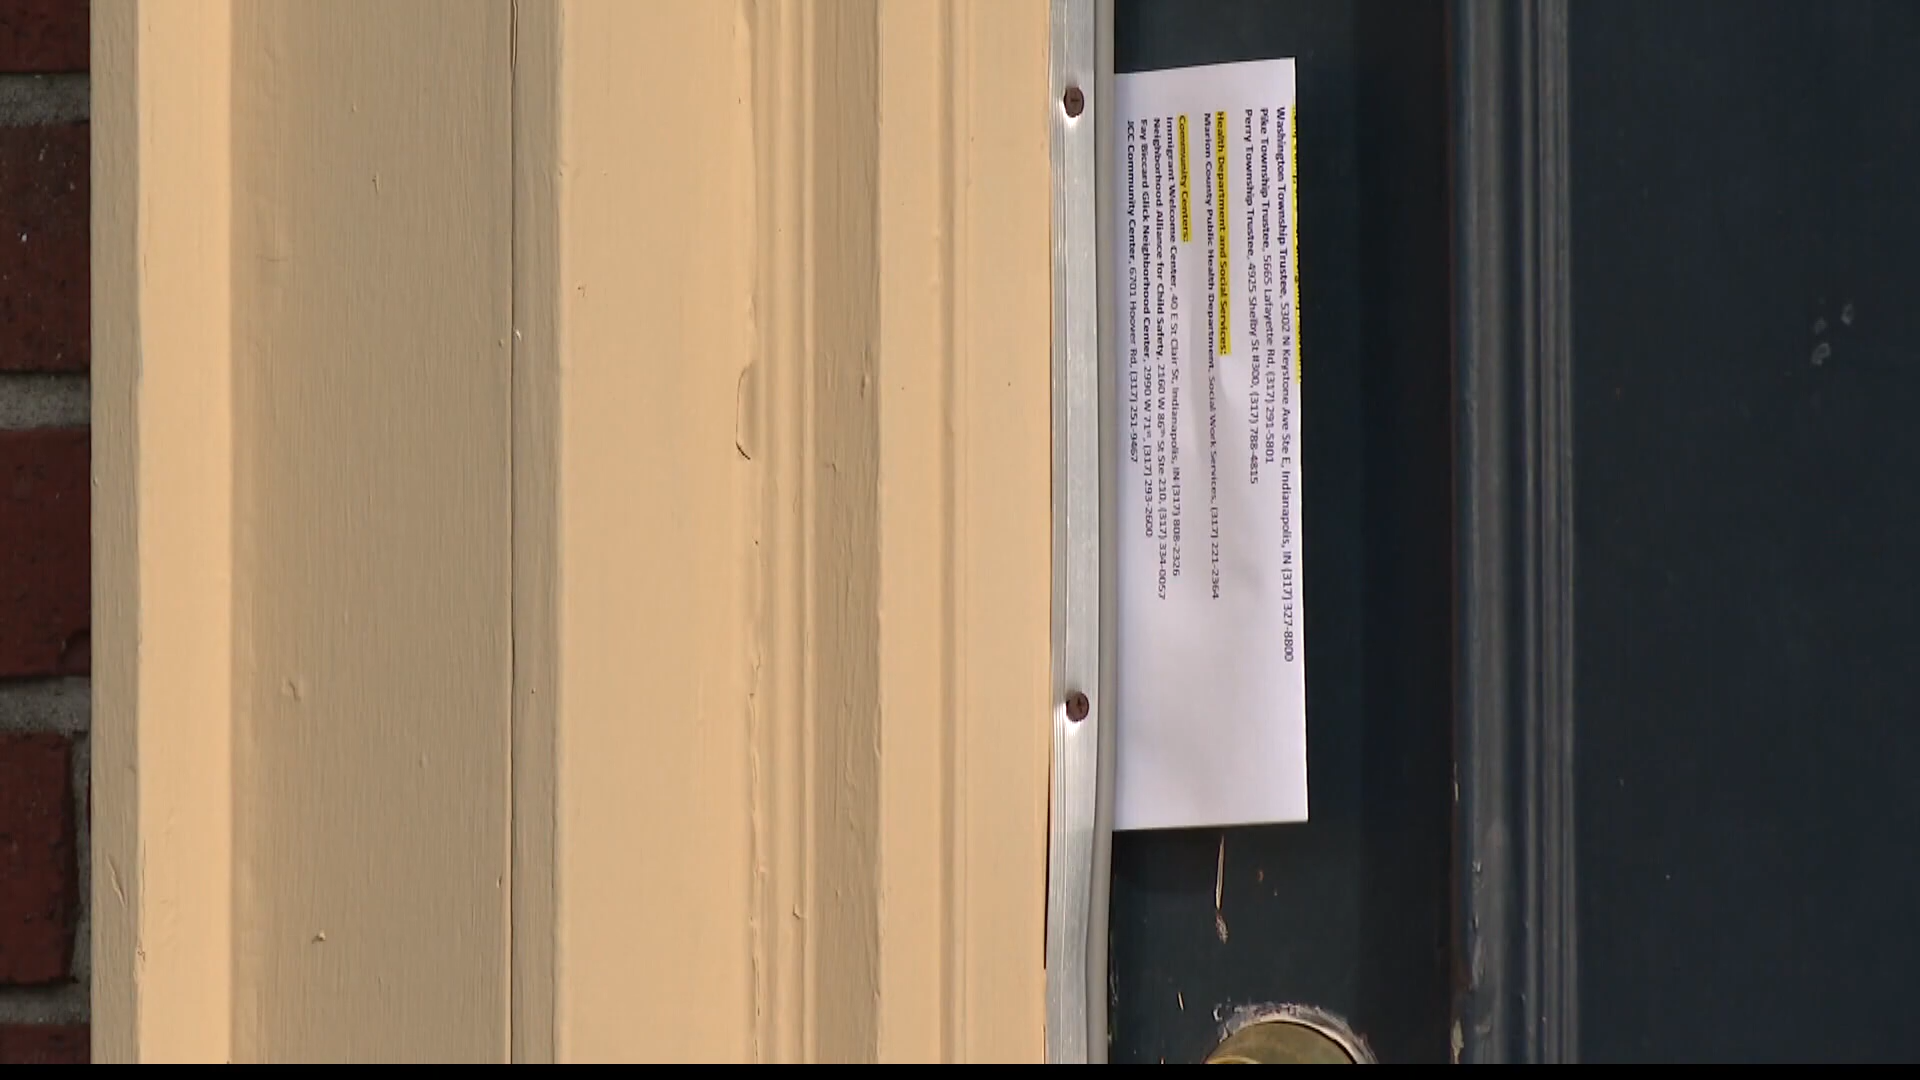 Washington Township Trustee, 5302 N Keystone Ave Ste E, Indianapolis, IN (317) 327-8800
Pike Township Trustee, 5665 Lafayette Rd, (317) 291-5801
Perry Township Trustee, 4925 Shelby St #300, (317) 788-4815
Health Department and Social Services:
Marion County Public Health Department, Social Work Services, (317) 221-2364
Community Centers:
Immigrant Welcome Center, 40 E St Clair St, Indianapolis, IN (317) 808-2326
Neighborhood Alliance for Child Safety, 2160 W 86th St Ste 210, (317) 334-0057
Fay Biccard Glick Neighborhood Center, 2990 W 71st, (317) 293-2600
JCC Community Center, 6701 Hoover Rd, (317) 251-9467